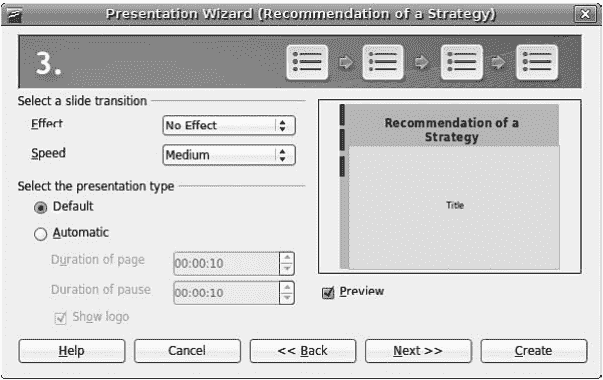 Presentation Wizard (Recommendation of a Strategy)
3.
Select a slide transition
Effect
No Effect
Speed
Medium
Select the presentation type
Default
Automatic
Duration of page
00:00:10
Duration of pause
00:00:10
Show logo
Recommendation of a
Strategy
Title
Preview
Help
Cancel
<< Back
Next >>
Create